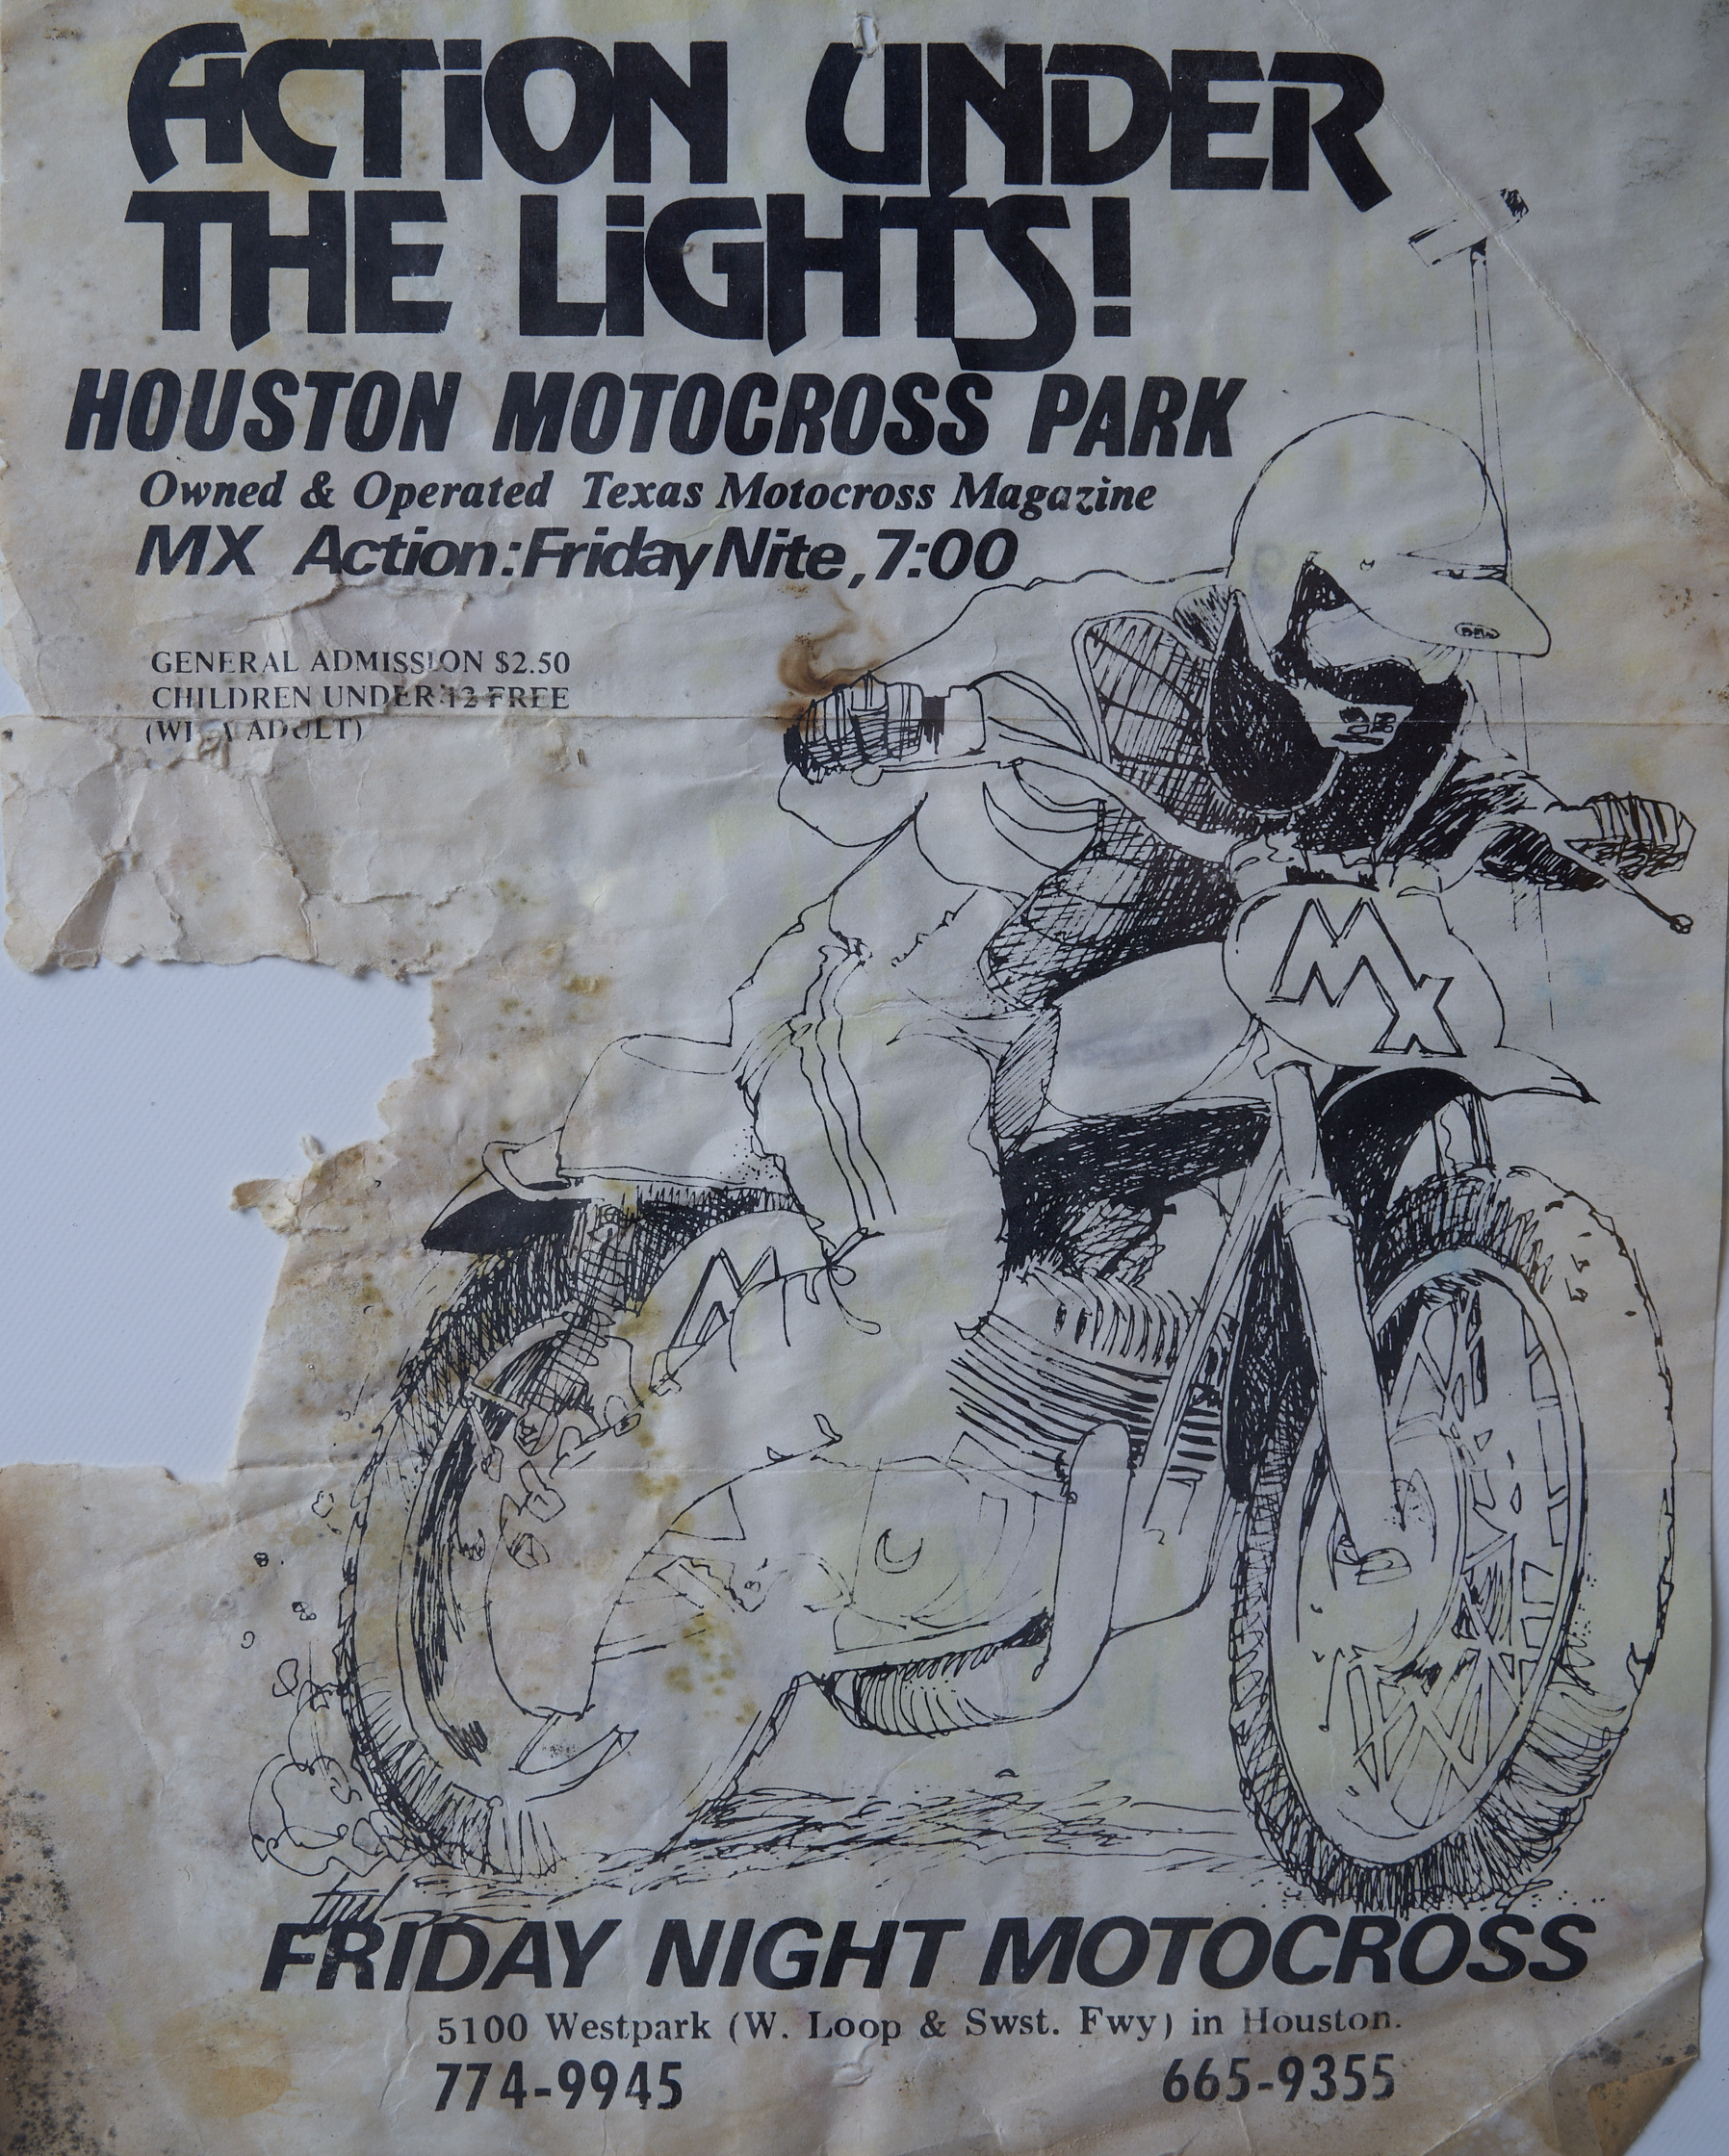 ACTION UNDER
THE LIGHTS!
HOUSTON MOTOCROSS PARK
Owned & Operated Texas Motocross Magazine
MX Action: Friday Nite, 7:00
GENERAL ADMISSION $2.50
CHILDREN UNDER 12 FREE
ADULT)
MX
M
FRIDAY NIGHT MOTOCROSS
5100 Westpark (W. Loop & Swst. Fwy) in Houston.
774-9945 665-9355